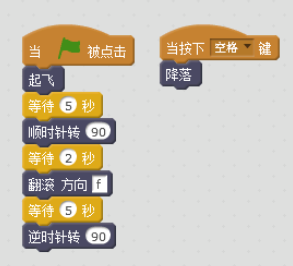 当 被点击
起飞
等待 5 秒
顺时针转 90
等待 2 秒
翻滚 方向 f
等待 5 秒
逆时针转 90
当按下 空格 键
降落